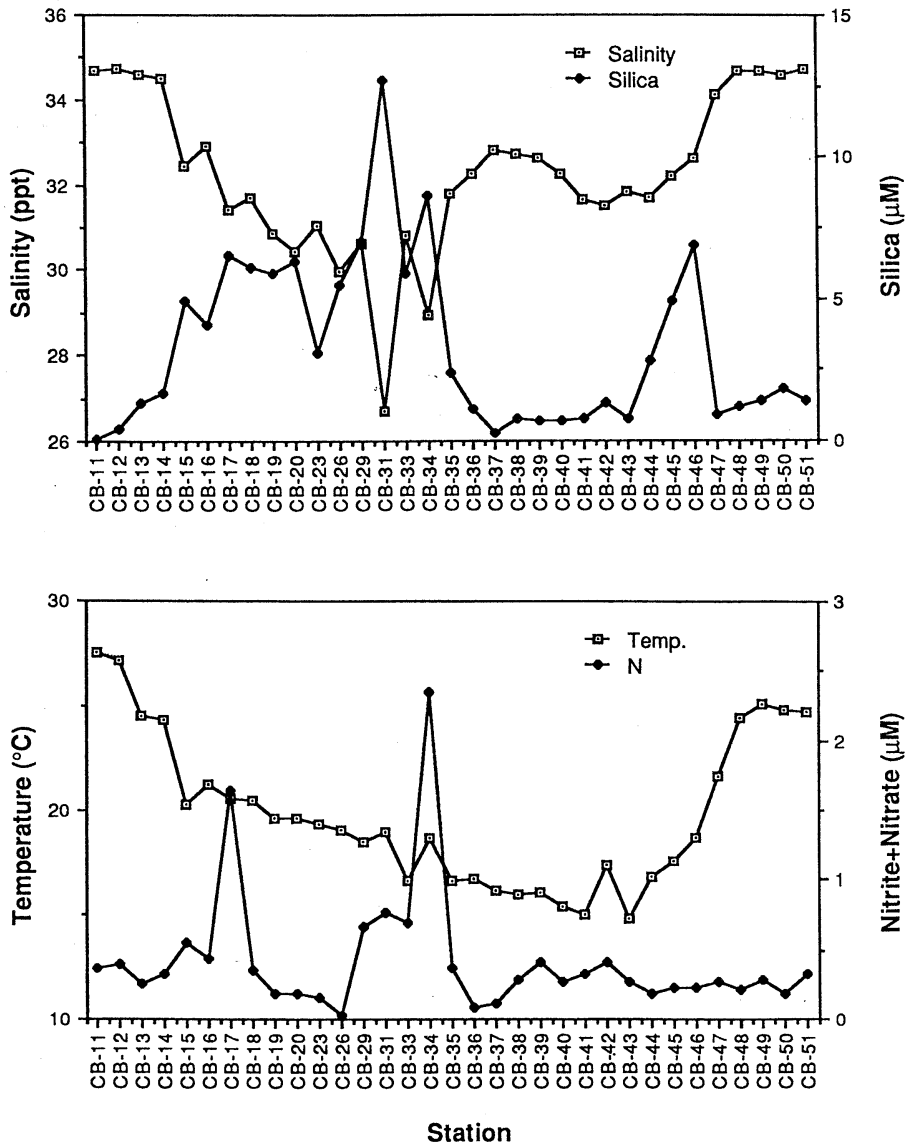 36
34
32
30
28
26
Salinity (ppt)
Salinity
Silica
15
10
5
0
Silica (µM)
CB-11
CB-12
CB-13
CB-14
CB-15
CB-16
CB-17
CB-18
CB-19
CB-20
CB-23
CB-26
CB-29
CB-31
CB-33
CB-34
CB-35
CB-36
CB-37
CB-38
CB-39
CB-40
CB-41
CB-42
CB-43
CB-44
CB-45
CB-46
CB-47
CB-48
CB-49
CB-50
CB-51
30
20
10
Temperature (°C)
Temp.
N
3
2
1
0
Nitrite+Nitrate (µM)
CB-11
CB-12
CB-13
CB-14
CB-15
CB-16
CB-17
CB-18
CB-19
CB-20
CB-23
CB-26
CB-29
CB-31
CB-33
CB-34
CB-35
CB-36
CB-37
CB-38
CB-39
CB-40
CB-41
CB-42
CB-43
CB-44
CB-45
CB-46
CB-47
CB-48
CB-49
CB-50
CB-51
Station